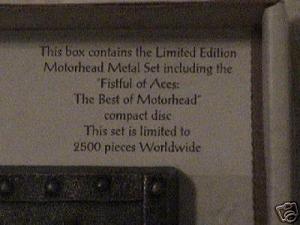 This box contains the Limited Edition
Motorhead Metal Set including the
"Fistful of Aces:
The Best of Motorhead"
compact disc
This set is limited to
2500 pieces Worldwide